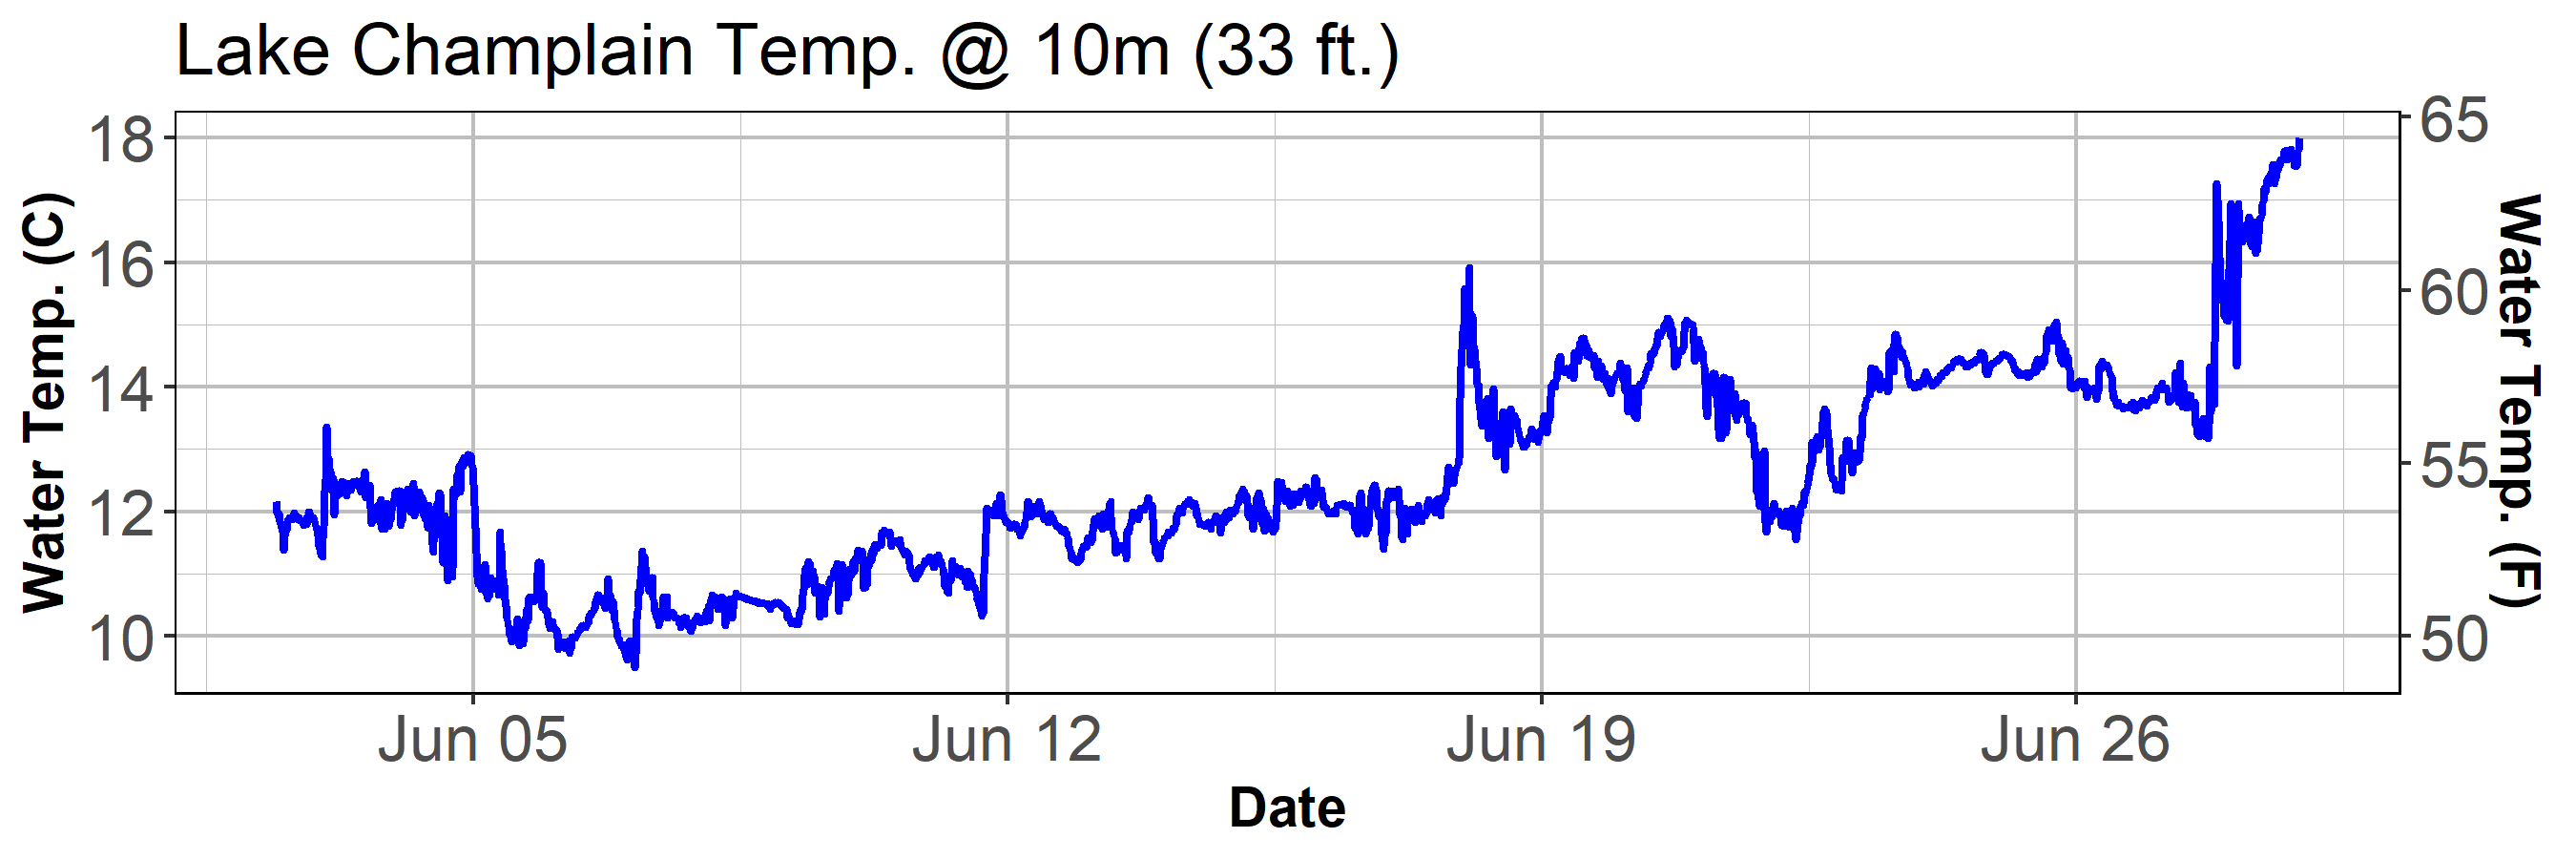 Lake Champlain Temp. @ 10m (33 ft.)
Water Temp. (C)
18
16
14
12
10
65
60
55
50
Water Temp. (F)
Jun 05
Jun 12
Jun 19
Jun 26
Date